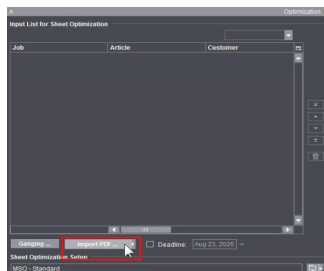 Optimization
Input List for Sheet Optimization
Job Article Customer
Ganging ... Import PDF ... Deadline: Aug 23, 2026
Sheet Optimization Setup
MSO - Standard